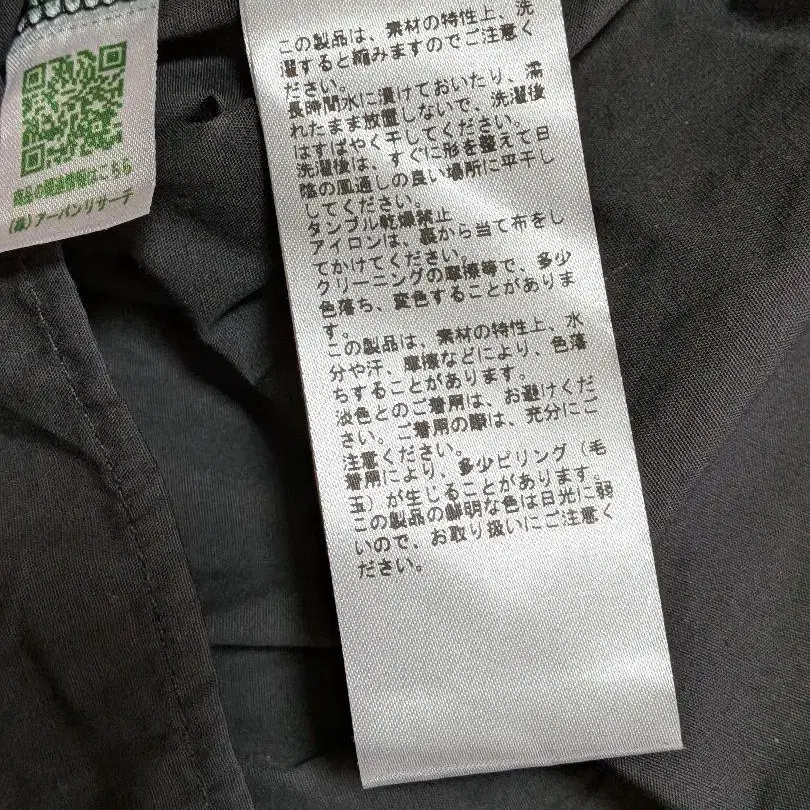 商品の関連情報はこちら
(株)アーバンリサーチ
この製品は、素材の特性上、洗
濯すると縮みますのでご注意く
ださい。
長時間水に漬けておいたり、濡
れたまま放置しないで、洗濯後
はすばやく干してください。
洗濯後は、すぐに形を整えて日
陰の風通しの良い場所に平干し
してください。
タンブル乾燥禁止
アイロンは、裏から当て布をし
てかけてください。
クリーニングの摩擦等で、多少
色落ち、変色することがありま
す。
この製品は、素材の特性上、水
分や汗、摩擦などにより、色落
ちすることがあります。
淡色とのご着用は、お避けくだ
さい。ご着用の際は、充分にご
注意ください。
着用により、多少ピリング（毛
玉）が生じることがあります。
この製品の鮮明な色は日光に弱
いので、お取り扱いにご注意く
ださい。